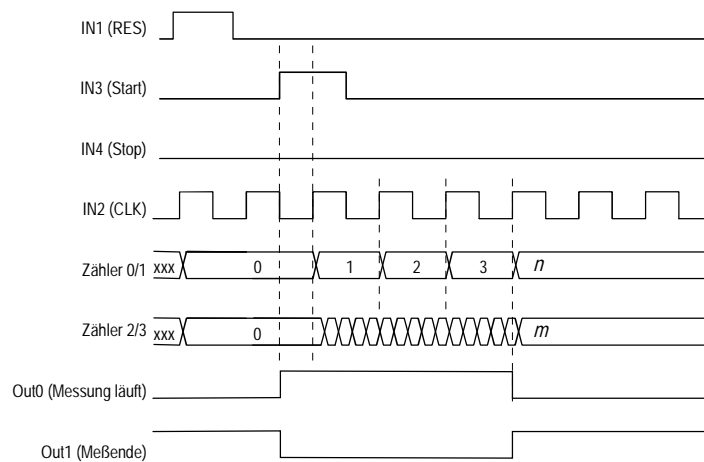 IN1 (RES)
IN3 (Start)
IN4 (Stop)
IN2 (CLK)
Zähler 0/1 xxx 0 1 2 3 n
Zähler 2/3 xxx 0 m
Out0 (Messung läuft)
Out1 (Meßende)